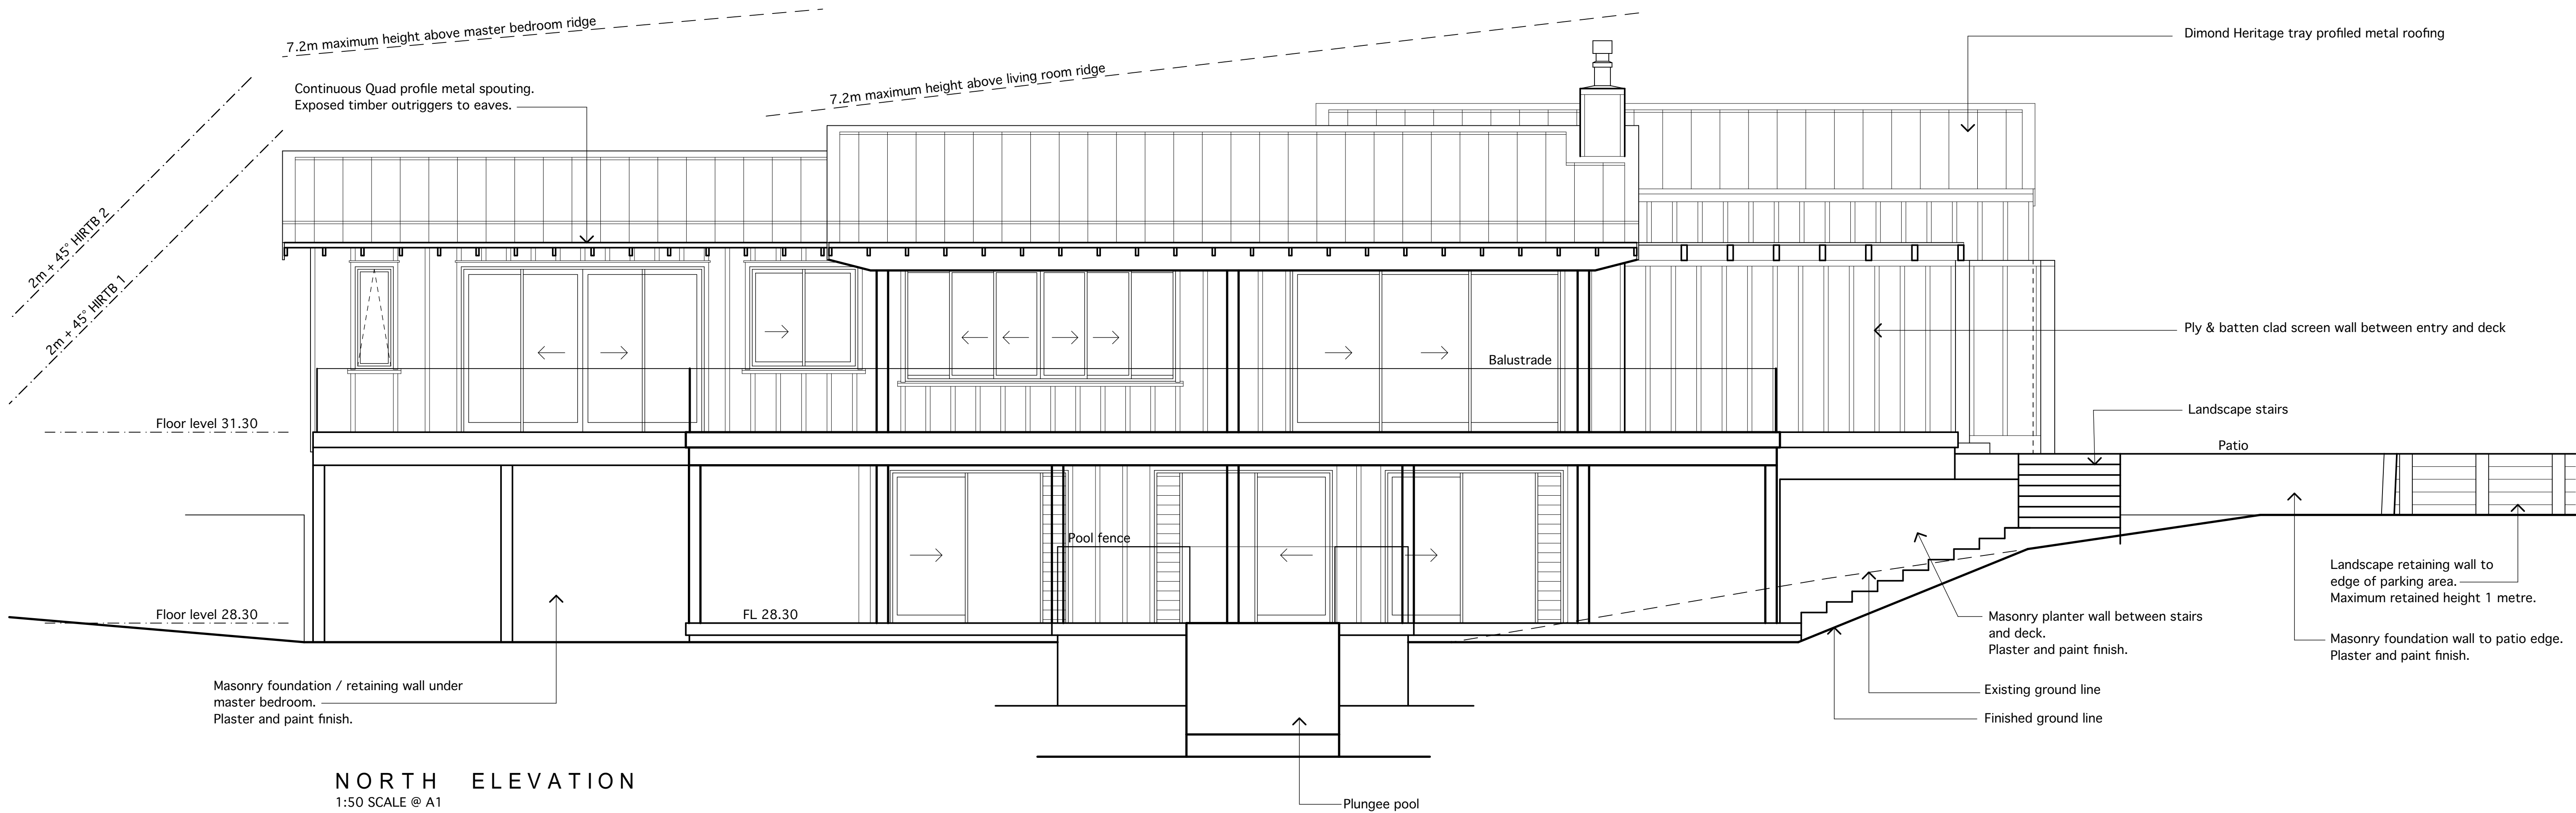 7.2m maximum height above master bedroom ridge
Dimond Heritage tray profiled metal roofing
7.2m maximum height above living room ridge
Continuous Quad profile metal spouting.
Exposed timber outriggers to eaves.
2m + 45° HIRTB 2
2m + 45° HIRTB 1
Ply & batten clad screen wall between entry and deck
Balustrade
Landscape stairs
Floor level 31.30
Patio
Pool fence
Landscape retaining wall to
edge of parking area.
Maximum retained height 1 metre.
Floor level 28.30
FL 28.30
Masonry planter wall between stairs
and deck.
Plaster and paint finish.
Masonry foundation wall to patio edge.
Plaster and paint finish.
Masonry foundation / retaining wall under
master bedroom.
Plaster and paint finish.
Existing ground line
Finished ground line
NORTH ELEVATION
1:50 SCALE @ A1
Plungee pool